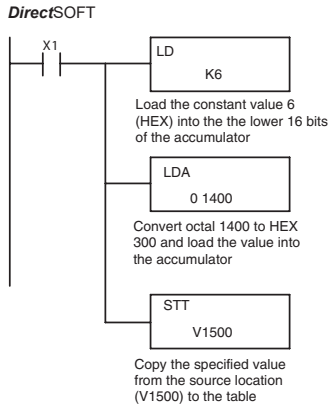 DirectSOFT
X1
LD
K6
Load the constant value 6
(HEX) into the the lower 16 bits
of the accumulator
LDA
0 1400
Convert octal 1400 to HEX
300 and load the value into
the accumulator
STT
V1500
Copy the specified value
from the source location
(V1500) to the table